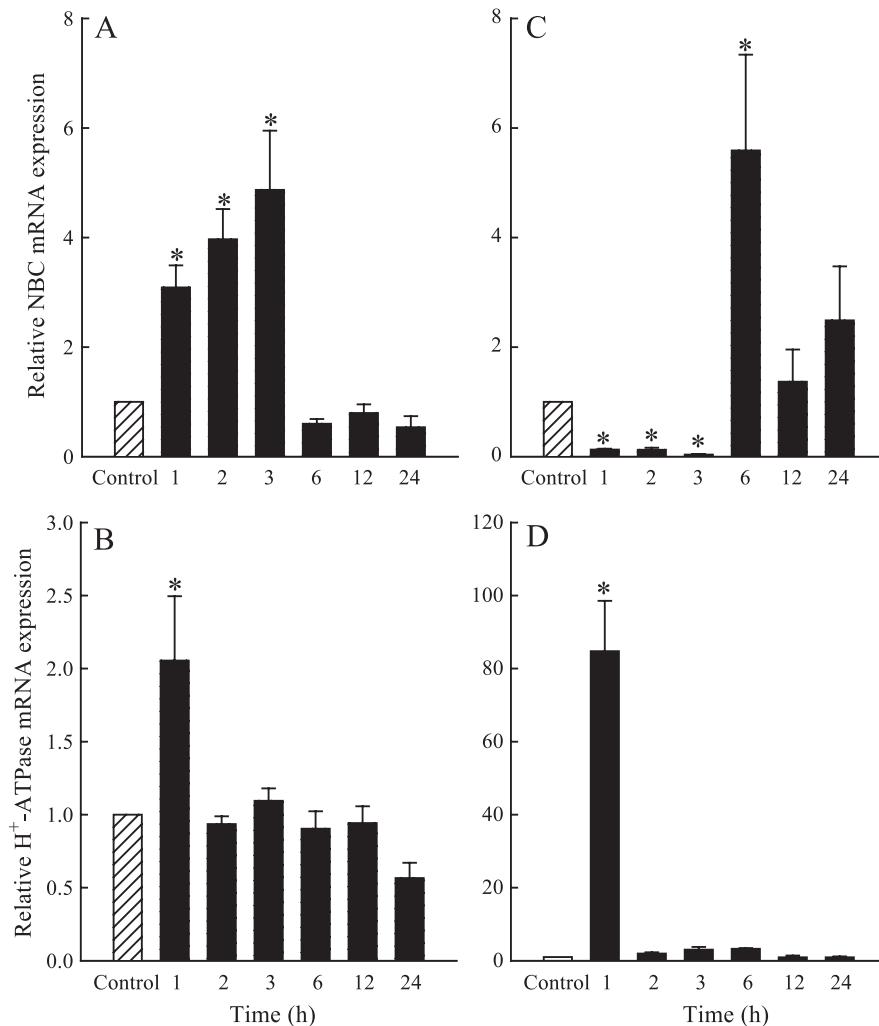 A
Relative NBC mRNA expression
8
6
4
2
0
* * *
Control 1 2 3 6 12 24
C
8
6
4
2
0
* * * *
Control 1 2 3 6 12 24
B
Relative H+-ATPase mRNA expression
3.0
2.5
2.0
1.5
1.0
0.5
0.0
*
Control 1 2 3 6 12 24
Time (h)
D
120
100
80
60
40
20
0
*
Control 1 2 3 6 12 24
Time (h)